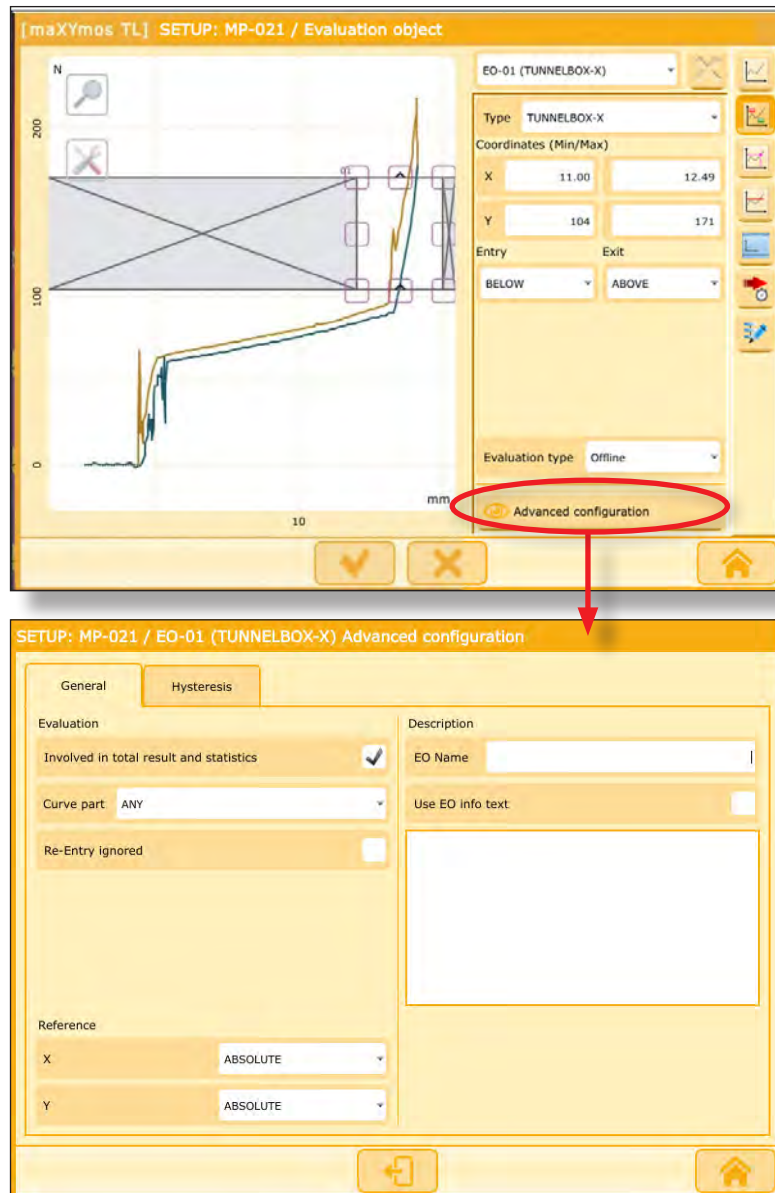 [maXYmos TL] SETUP: MP-021 / Evaluation object
N
200
100
0
10
mm
EO-01 (TUNNELBOX-X)
Type TUNNELBOX-X
Coordinates (Min/Max)
X 11.00 12.49
Y 104 171
Entry Exit
BELOW ABOVE
Evaluation type Offline
Advanced configuration
SETUP: MP-021 / EO-01 (TUNNELBOX-X) Advanced configuration
General Hysteresis
Evaluation
Involved in total result and statistics
Curve part ANY
Re-Entry ignored
Reference
X ABSOLUTE
Y ABSOLUTE
Description
EO Name
Use EO info text